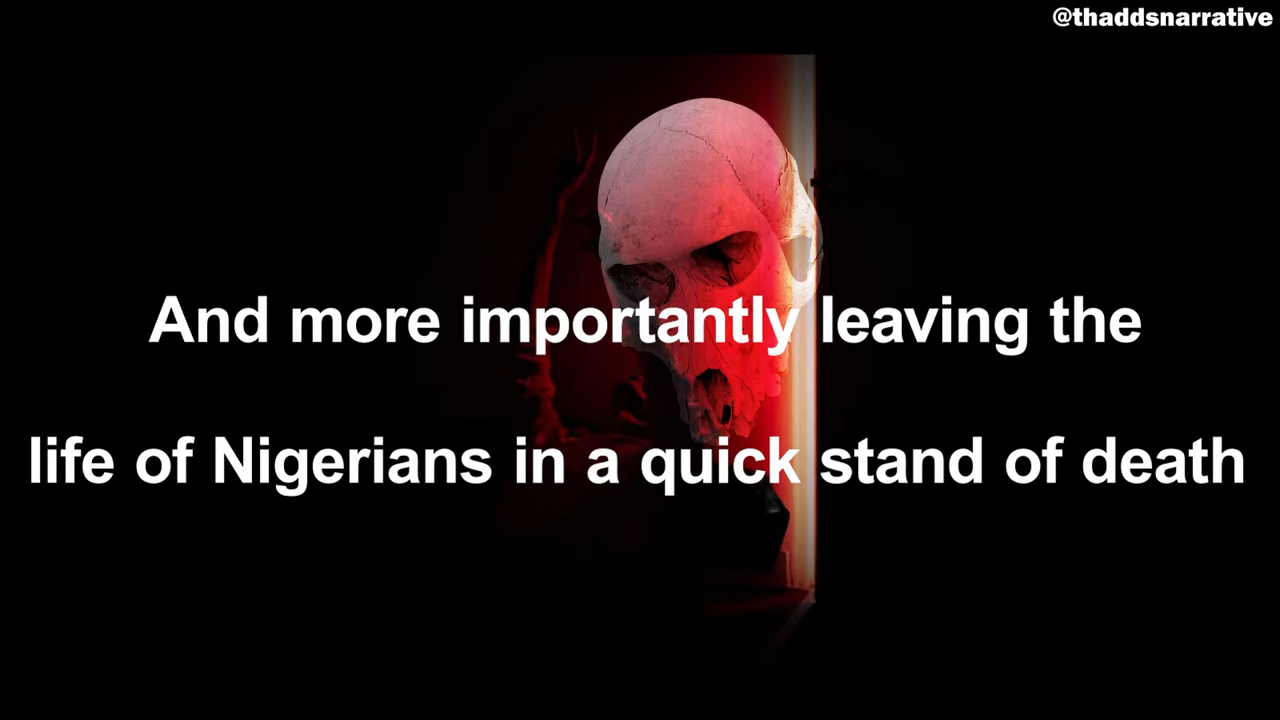 @thaddsnarrative
And more importantly leaving the
life of Nigerians in a quick stand of death